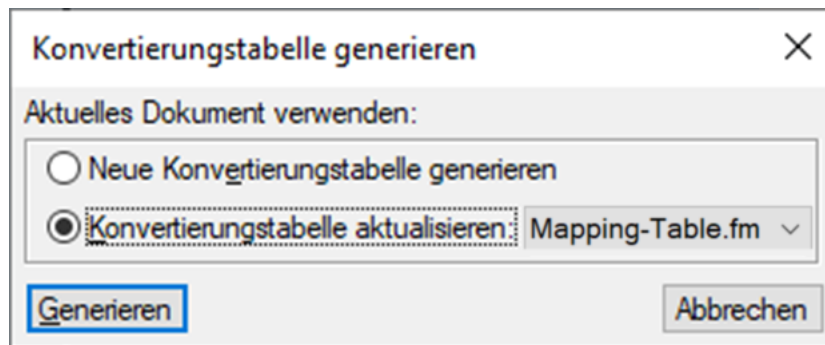 Konvertierungstabelle generieren
Aktuelles Dokument verwenden:
Neue Konvertierungstabelle generieren
Konvertierungstabelle aktualisieren: Mapping-Table.fm
Generieren Abbrechen